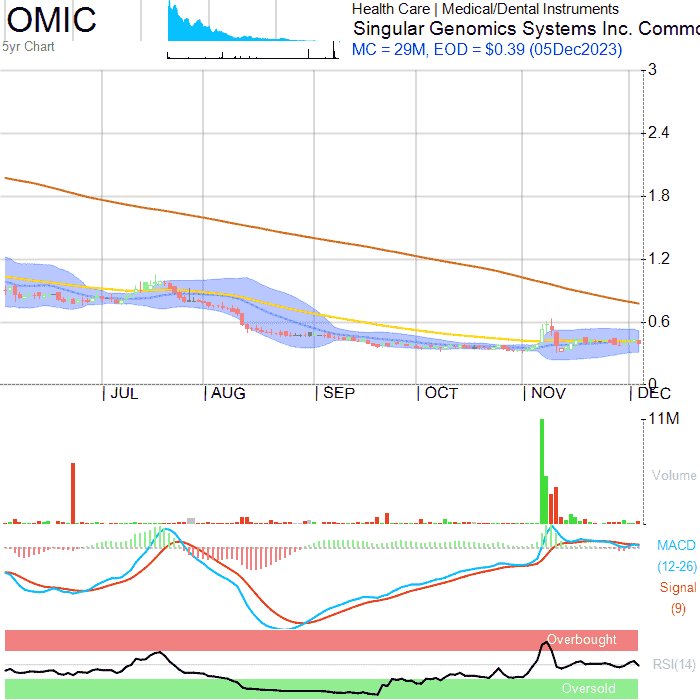 OMIC
5yr Chart
Health Care | Medical/Dental Instruments
Singular Genomics Systems Inc. Commo
MC = 29M, EOD = $0.39 (05Dec2023)
3
2.4
1.8
1.2
0.6
0
JUL AUG SEP OCT NOV DEC
11M
Volume
MACD
(12-26)
Signal
(9)
Overbought
RSI(14)
Oversold